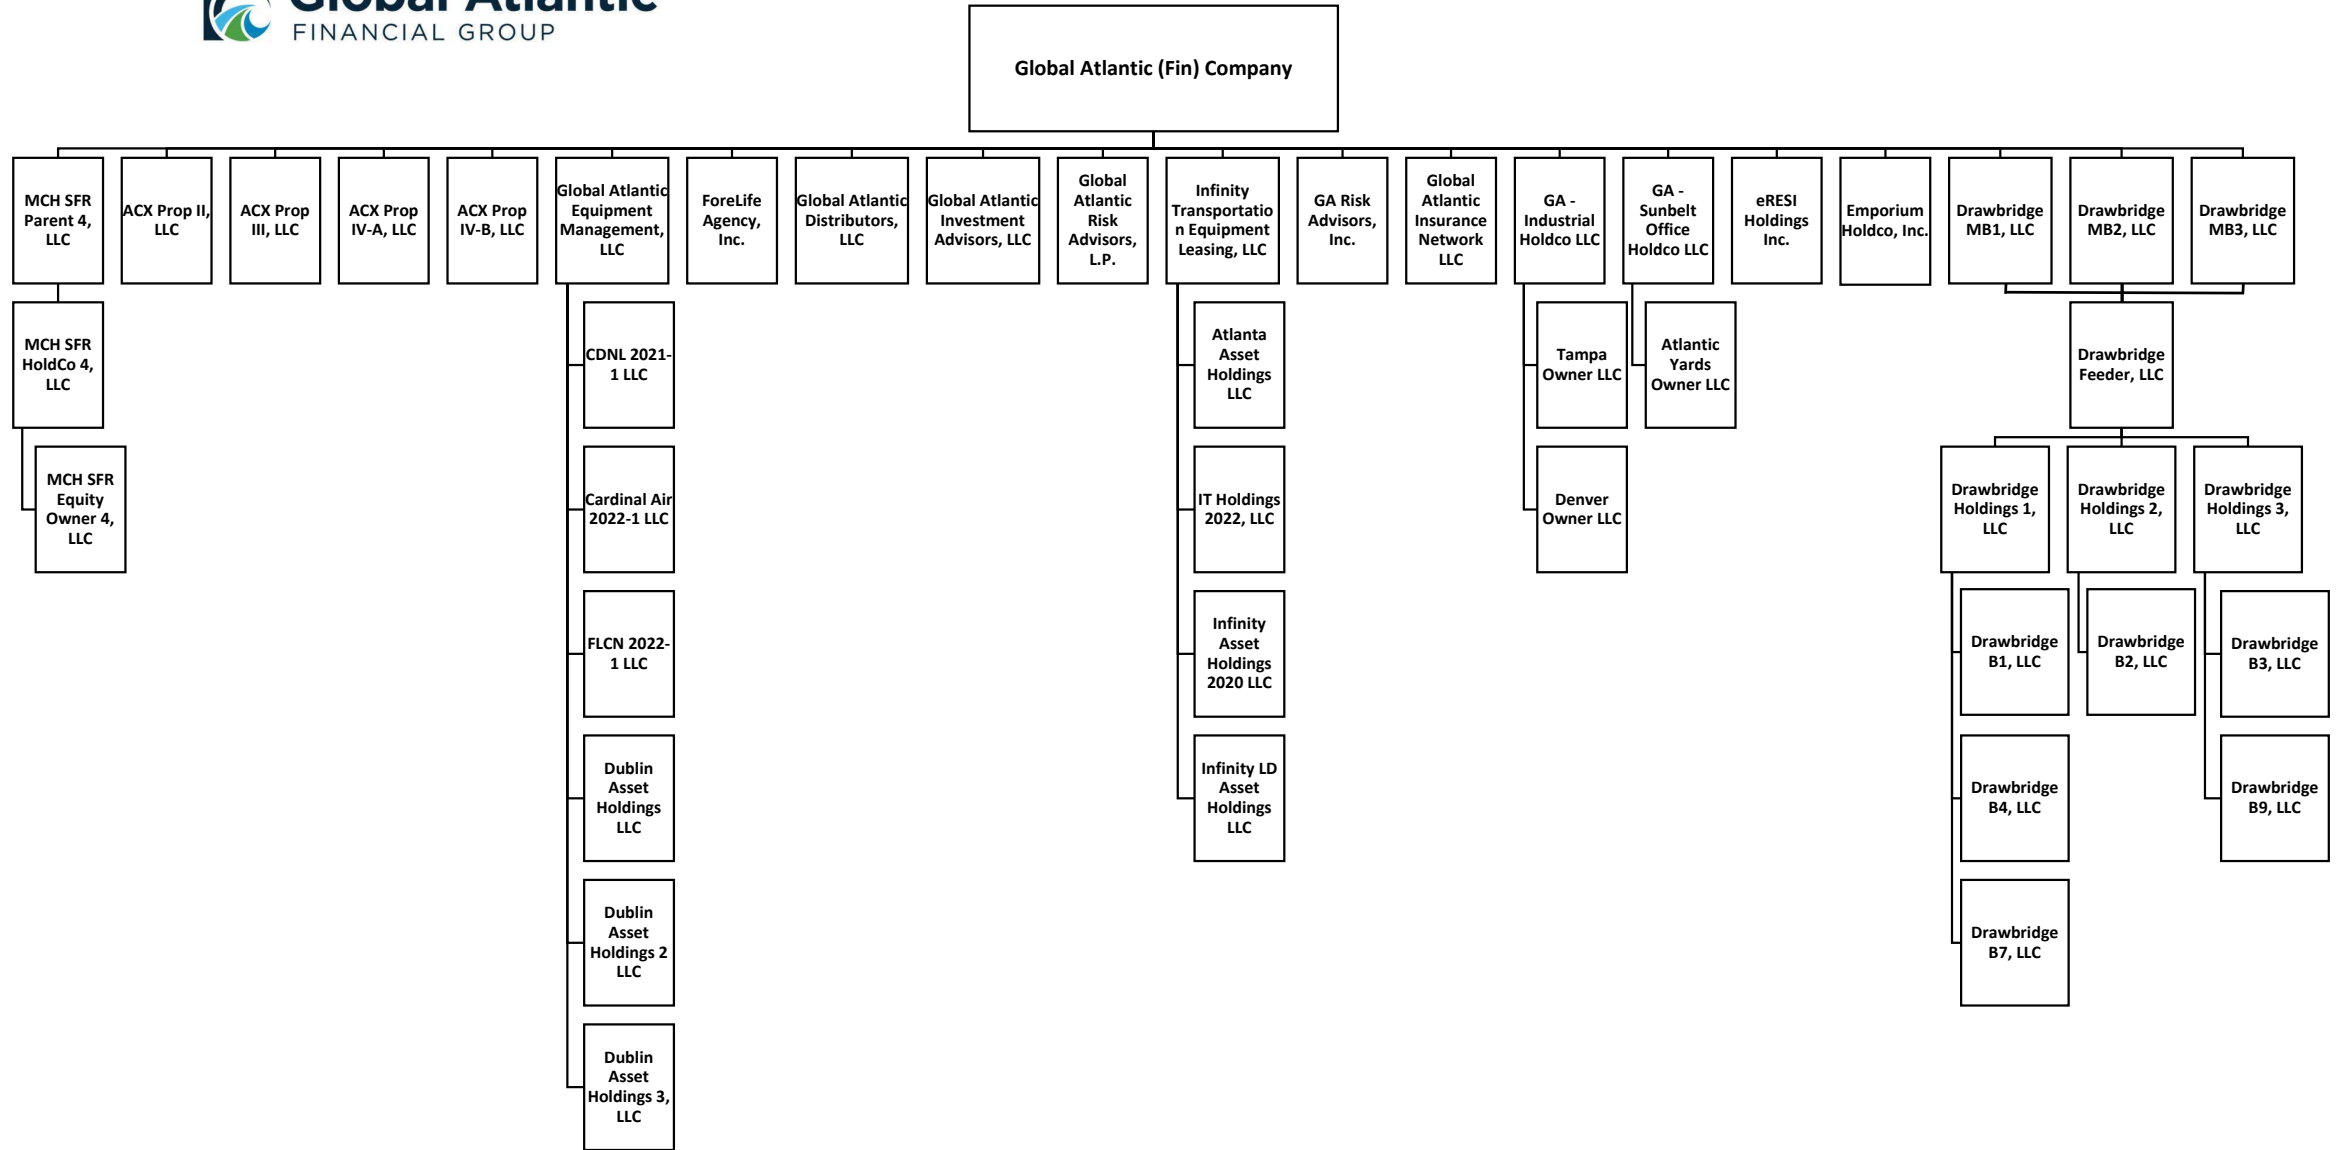 Global Atlantic
FINANCIAL GROUP
Global Atlantic (Fin) Company
MCH SFR
Parent 4,
LLC
ACX Prop II,
LLC
ACX Prop
III, LLC
ACX Prop
IV-A, LLC
ACX Prop
IV-B, LLC
Global Atlantic
Equipment
Management,
LLC
ForeLife
Agency,
Inc.
Global Atlantic
Distributors,
LLC
Global Atlantic
Investment
Advisors, LLC
Global
Atlantic
Risk
Advisors,
L.P.
Infinity
Transportatio
n Equipment
Leasing, LLC
GA Risk
Advisors,
Inc.
Global
Atlantic
Insurance
Network
LLC
GA -
Industrial
Holdco LLC
GA -
Sunbelt
Office
Holdco LLC
eRESI
Holdings
Inc.
Emporium
Holdco, Inc.
Drawbridge
MB1, LLC
Drawbridge
MB2, LLC
Drawbridge
MB3, LLC
MCH SFR
HoldCo 4,
LLC
CDNL 2021-
1 LLC
Atlanta
Asset
Holdings
LLC
Tampa
Owner LLC
Atlantic
Yards
Owner LLC
Drawbridge
Feeder, LLC
MCH SFR
Equity
Owner 4,
LLC
Cardinal Air
2022-1 LLC
IT Holdings
2022, LLC
Denver
Owner LLC
Drawbridge
Holdings 1,
LLC
Drawbridge
Holdings 2,
LLC
Drawbridge
Holdings 3,
LLC
FLCN 2022-
1 LLC
Infinity
Asset
Holdings
2020 LLC
Drawbridge
B1, LLC
Drawbridge
B2, LLC
Drawbridge
B3, LLC
Dublin
Asset
Holdings
LLC
Infinity LD
Asset
Holdings
LLC
Drawbridge
B4, LLC
Drawbridge
B9, LLC
Dublin
Asset
Holdings 2
LLC
Drawbridge
B7, LLC
Dublin
Asset
Holdings 3,
LLC